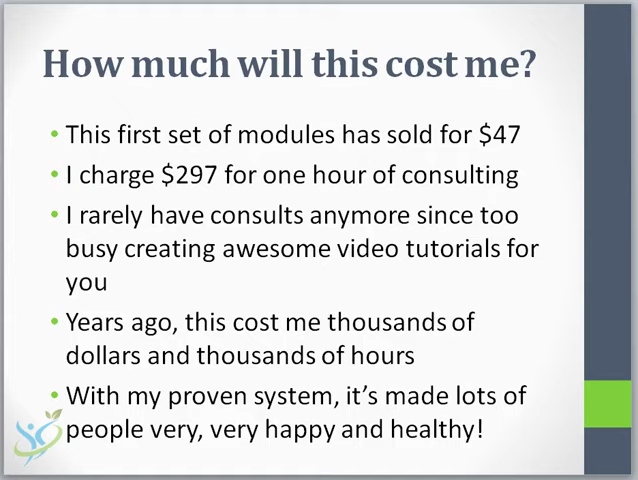 How much will this cost me?
• This first set of modules has sold for $47
• I charge $297 for one hour of consulting
• I rarely have consults anymore since too
busy creating awesome video tutorials for
you
• Years ago, this cost me thousands of
dollars and thousands of hours
• With my proven system, it's made lots of
people very, very happy and healthy!